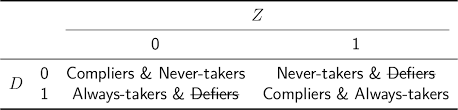 Z
0 1
D 0 Compliers & Never-takers Never-takers & Defiers
1 Always-takers & Defiers Compliers & Always-takers